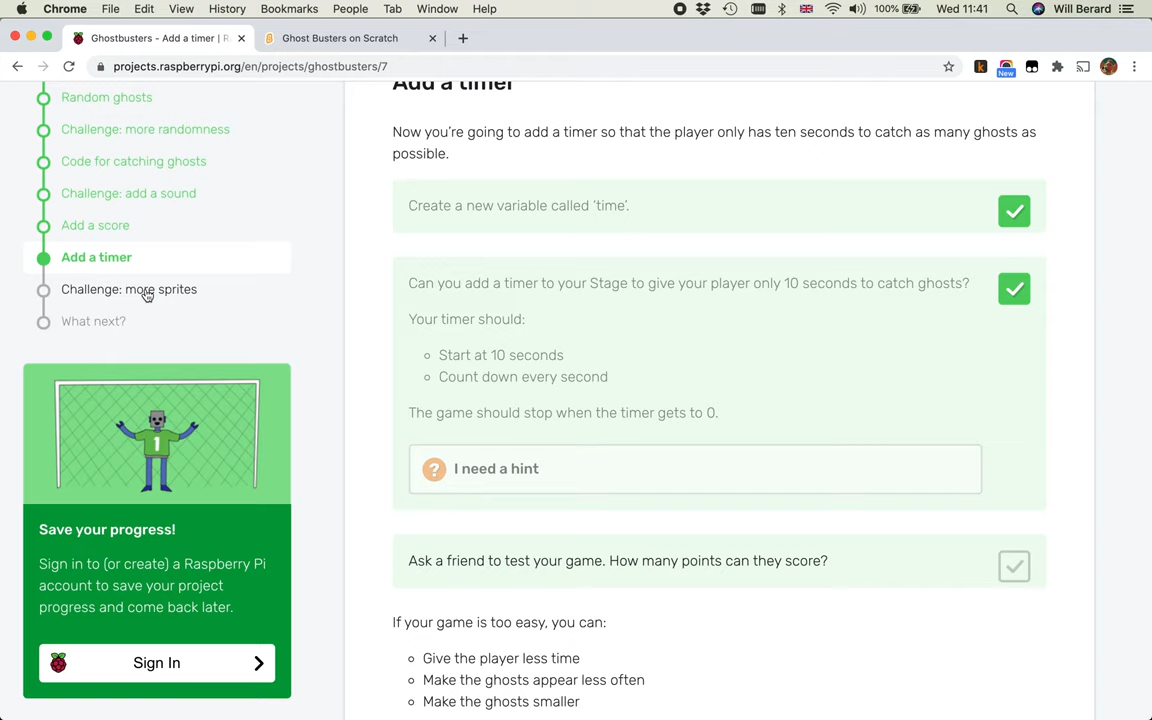 Chrome File Edit View History Bookmarks People Tab Window Help 100% Wed 11:41 Will Berard
Ghostbusters - Add a timer | R
Ghost Busters on Scratch
projects.raspberrypi.org/en/projects/ghostbusters/7
New
Random ghosts
Challenge: more randomness
Code for catching ghosts
Challenge: add a sound
Add a score
Add a timer
Challenge: more sprites
What next?
1
Save your progress!
Sign in to (or create) a Raspberry Pi
account to save your project
progress and come back later.
Sign In
Add a timer
Now you're going to add a timer so that the player only has ten seconds to catch as many ghosts as
possible.
Create a new variable called 'time'.
Can you add a timer to your Stage to give your player only 10 seconds to catch ghosts?
Your timer should:
Start at 10 seconds
Count down every second
The game should stop when the timer gets to 0.
? I need a hint
Ask a friend to test your game. How many points can they score?
If your game is too easy, you can:
Give the player less time
Make the ghosts appear less often
Make the ghosts smaller